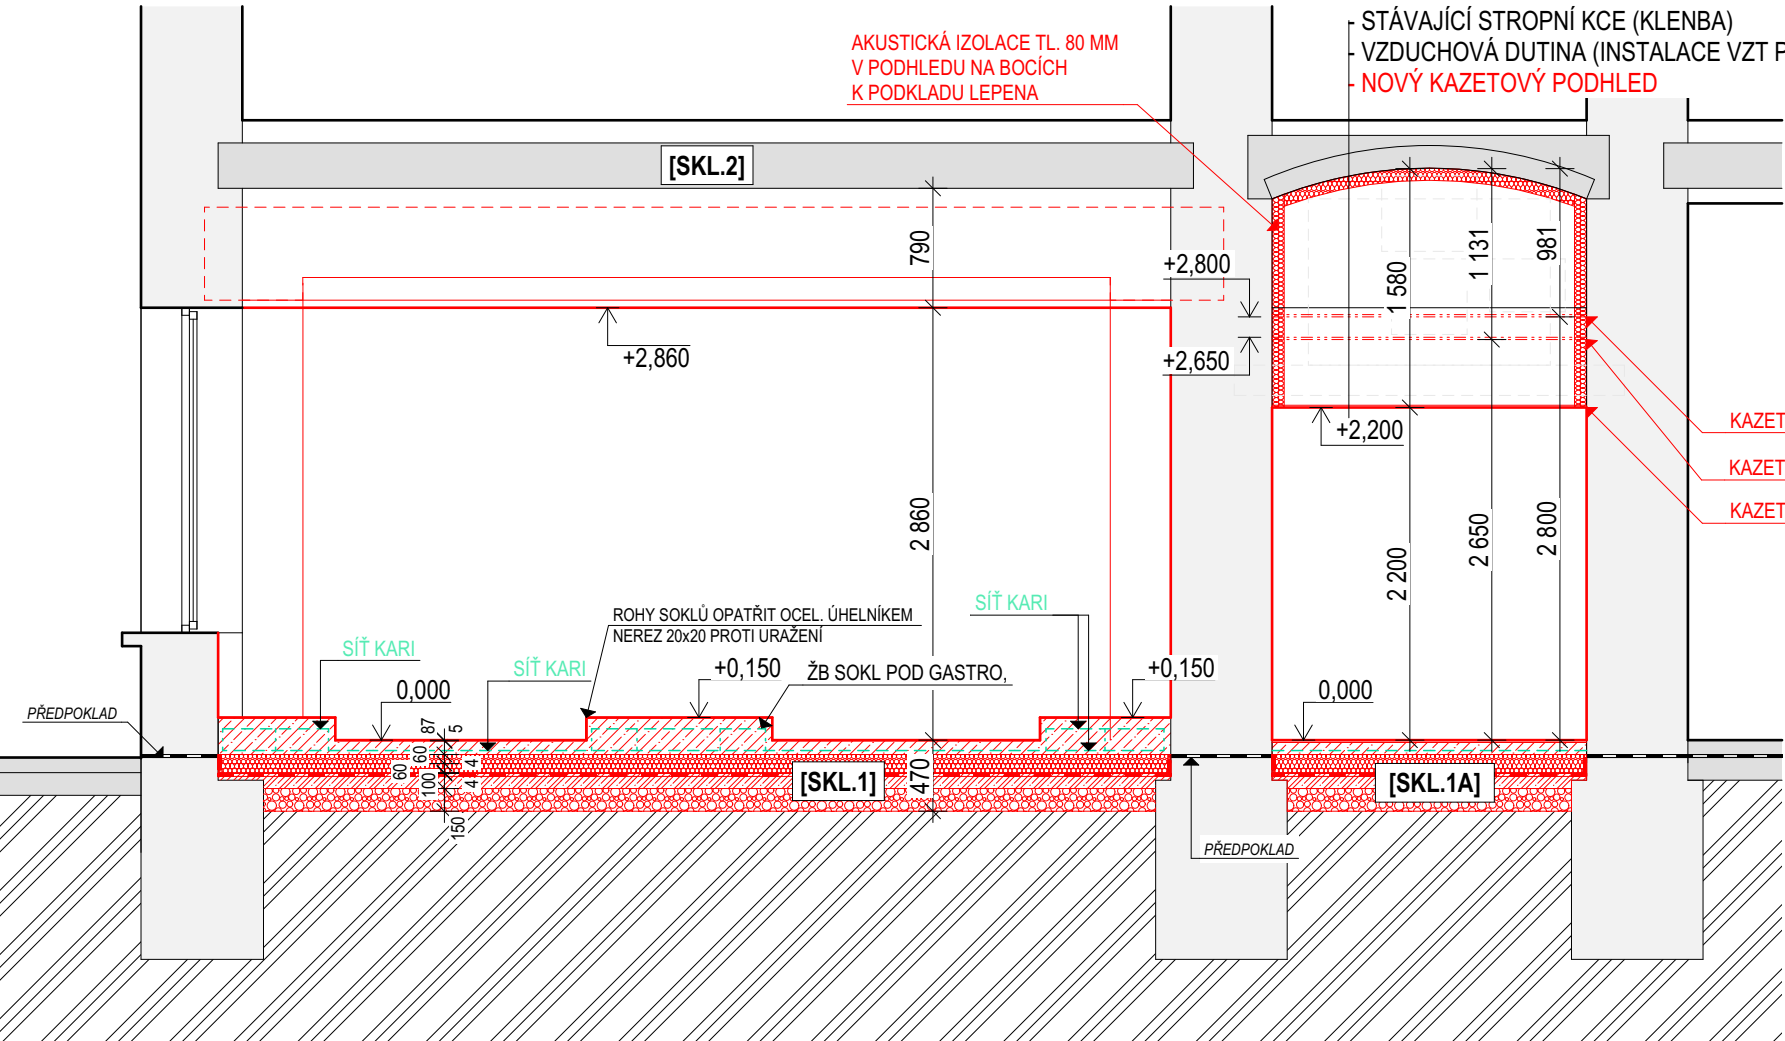 - STÁVAJÍCÍ STROPNÍ KCE (KLENBA)
- VZDUCHOVÁ DUTINA (INSTALACE VZT P
- NOVÝ KAZETOVÝ PODHLED
AKUSTICKÁ IZOLACE TL. 80 MM
V PODHLEDU NA BOCÍCH
K PODKLADU LEPENA
[SKL.2]
790
+2,800
1 580
1 131
981
+2,860
+2,650
+2,200
KAZET
KAZET
KAZET
2 860
2 200
2 650
2 800
ROHY SOKLŮ OPATŘIT OCEL. ÚHELNÍKEM
NEREZ 20x20 PROTI URAŽENÍ
SÍŤ KARI
SÍŤ KARI
SÍŤ KARI
+0,150
ŽB SOKL POD GASTRO,
+0,150
0,000
0,000
PŘEDPOKLAD
87
5
60
4
60
100
4
150
[SKL.1]
470
[SKL.1A]
PŘEDPOKLAD